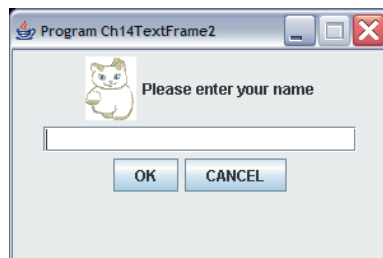 Program Ch14TextFrame2
Please enter your name
OK CANCEL